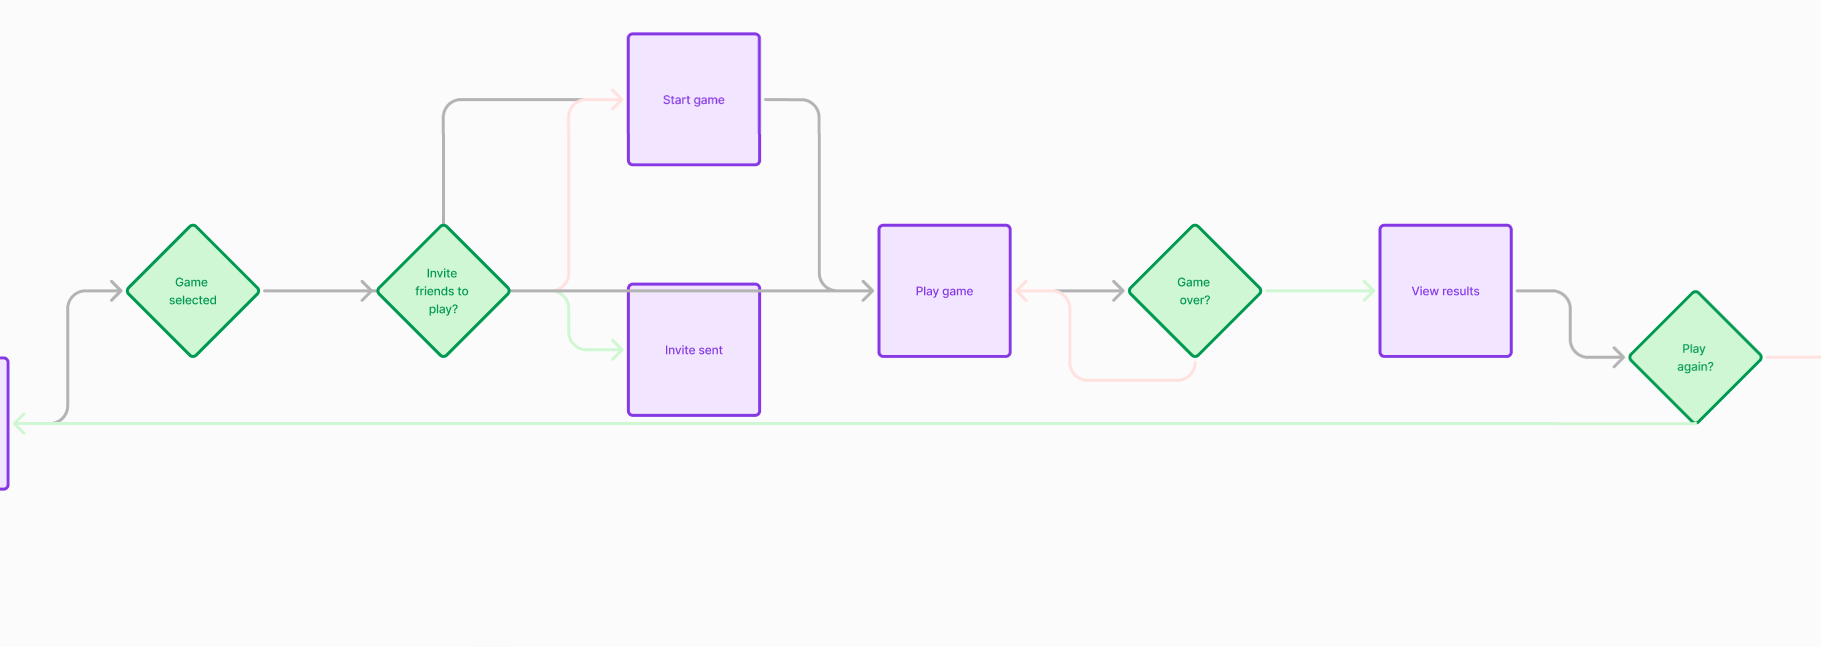 Start game
Game
selected
Invite
friends to
play?
Invite sent
Play game
Game
over?
View results
Play
again?